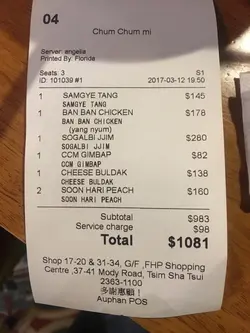 04
Chum Chum mi
Server: angella
Printed By: Floride
Seats: 3 S1
ID: 101039 #1 2017-03-12 19:50
1 SAMGYE TANG $145
SAMGYE TANG
1 BAN BAN CHICKEN $178
BAN BAN CHICKEN
(yang nyum)
1 SOGALBI JJIM $280
SOGALBI JJIM
1 CCM GIMBAP $82
CCM GIMBAP
1 CHEESE BULDAK $138
CHEESE BULDAK
2 SOON HARI PEACH $160
SOON HARI PEACH
Subtotal $983
Service charge $98
Total $1081
Shop 17-20 & 31-34, G/F ,FHP Shopping
Centre ,37-41 Mody Road, Tsim Sha Tsui
2363-1100
多謝惠顧！
Auphan POS